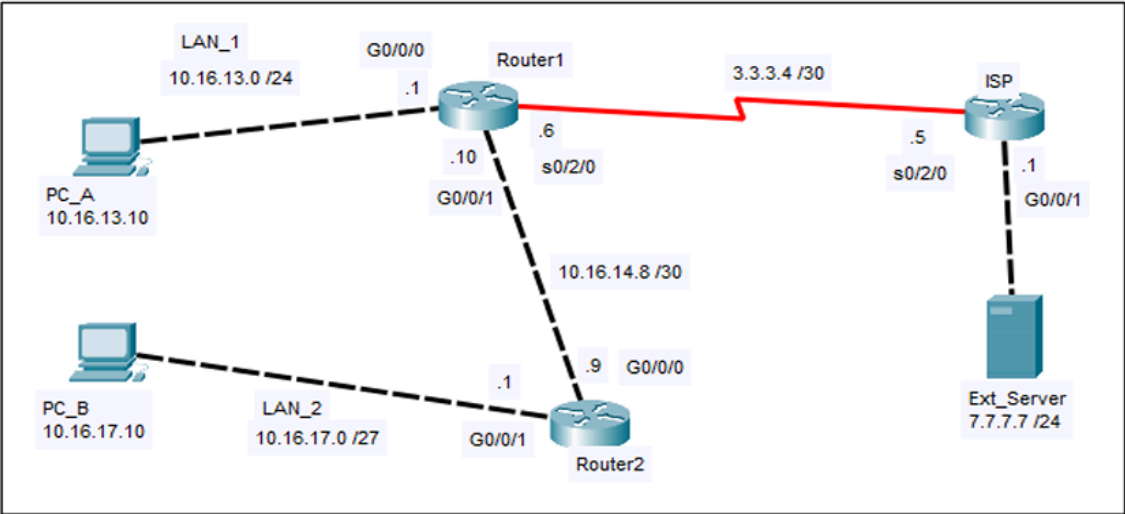 LAN_1
10.16.13.0 /24
G0/0/0
.1
Router1
3.3.3.4 /30
ISP
.6
s0/2/0
.10
G0/0/1
.5
s0/2/0
.1
G0/0/1
PC_A
10.16.13.10
10.16.14.8 /30
.9
G0/0/0
.1
G0/0/1
PC_B
10.16.17.10
LAN_2
10.16.17.0 /27
Router2
Ext_Server
7.7.7.7 /24